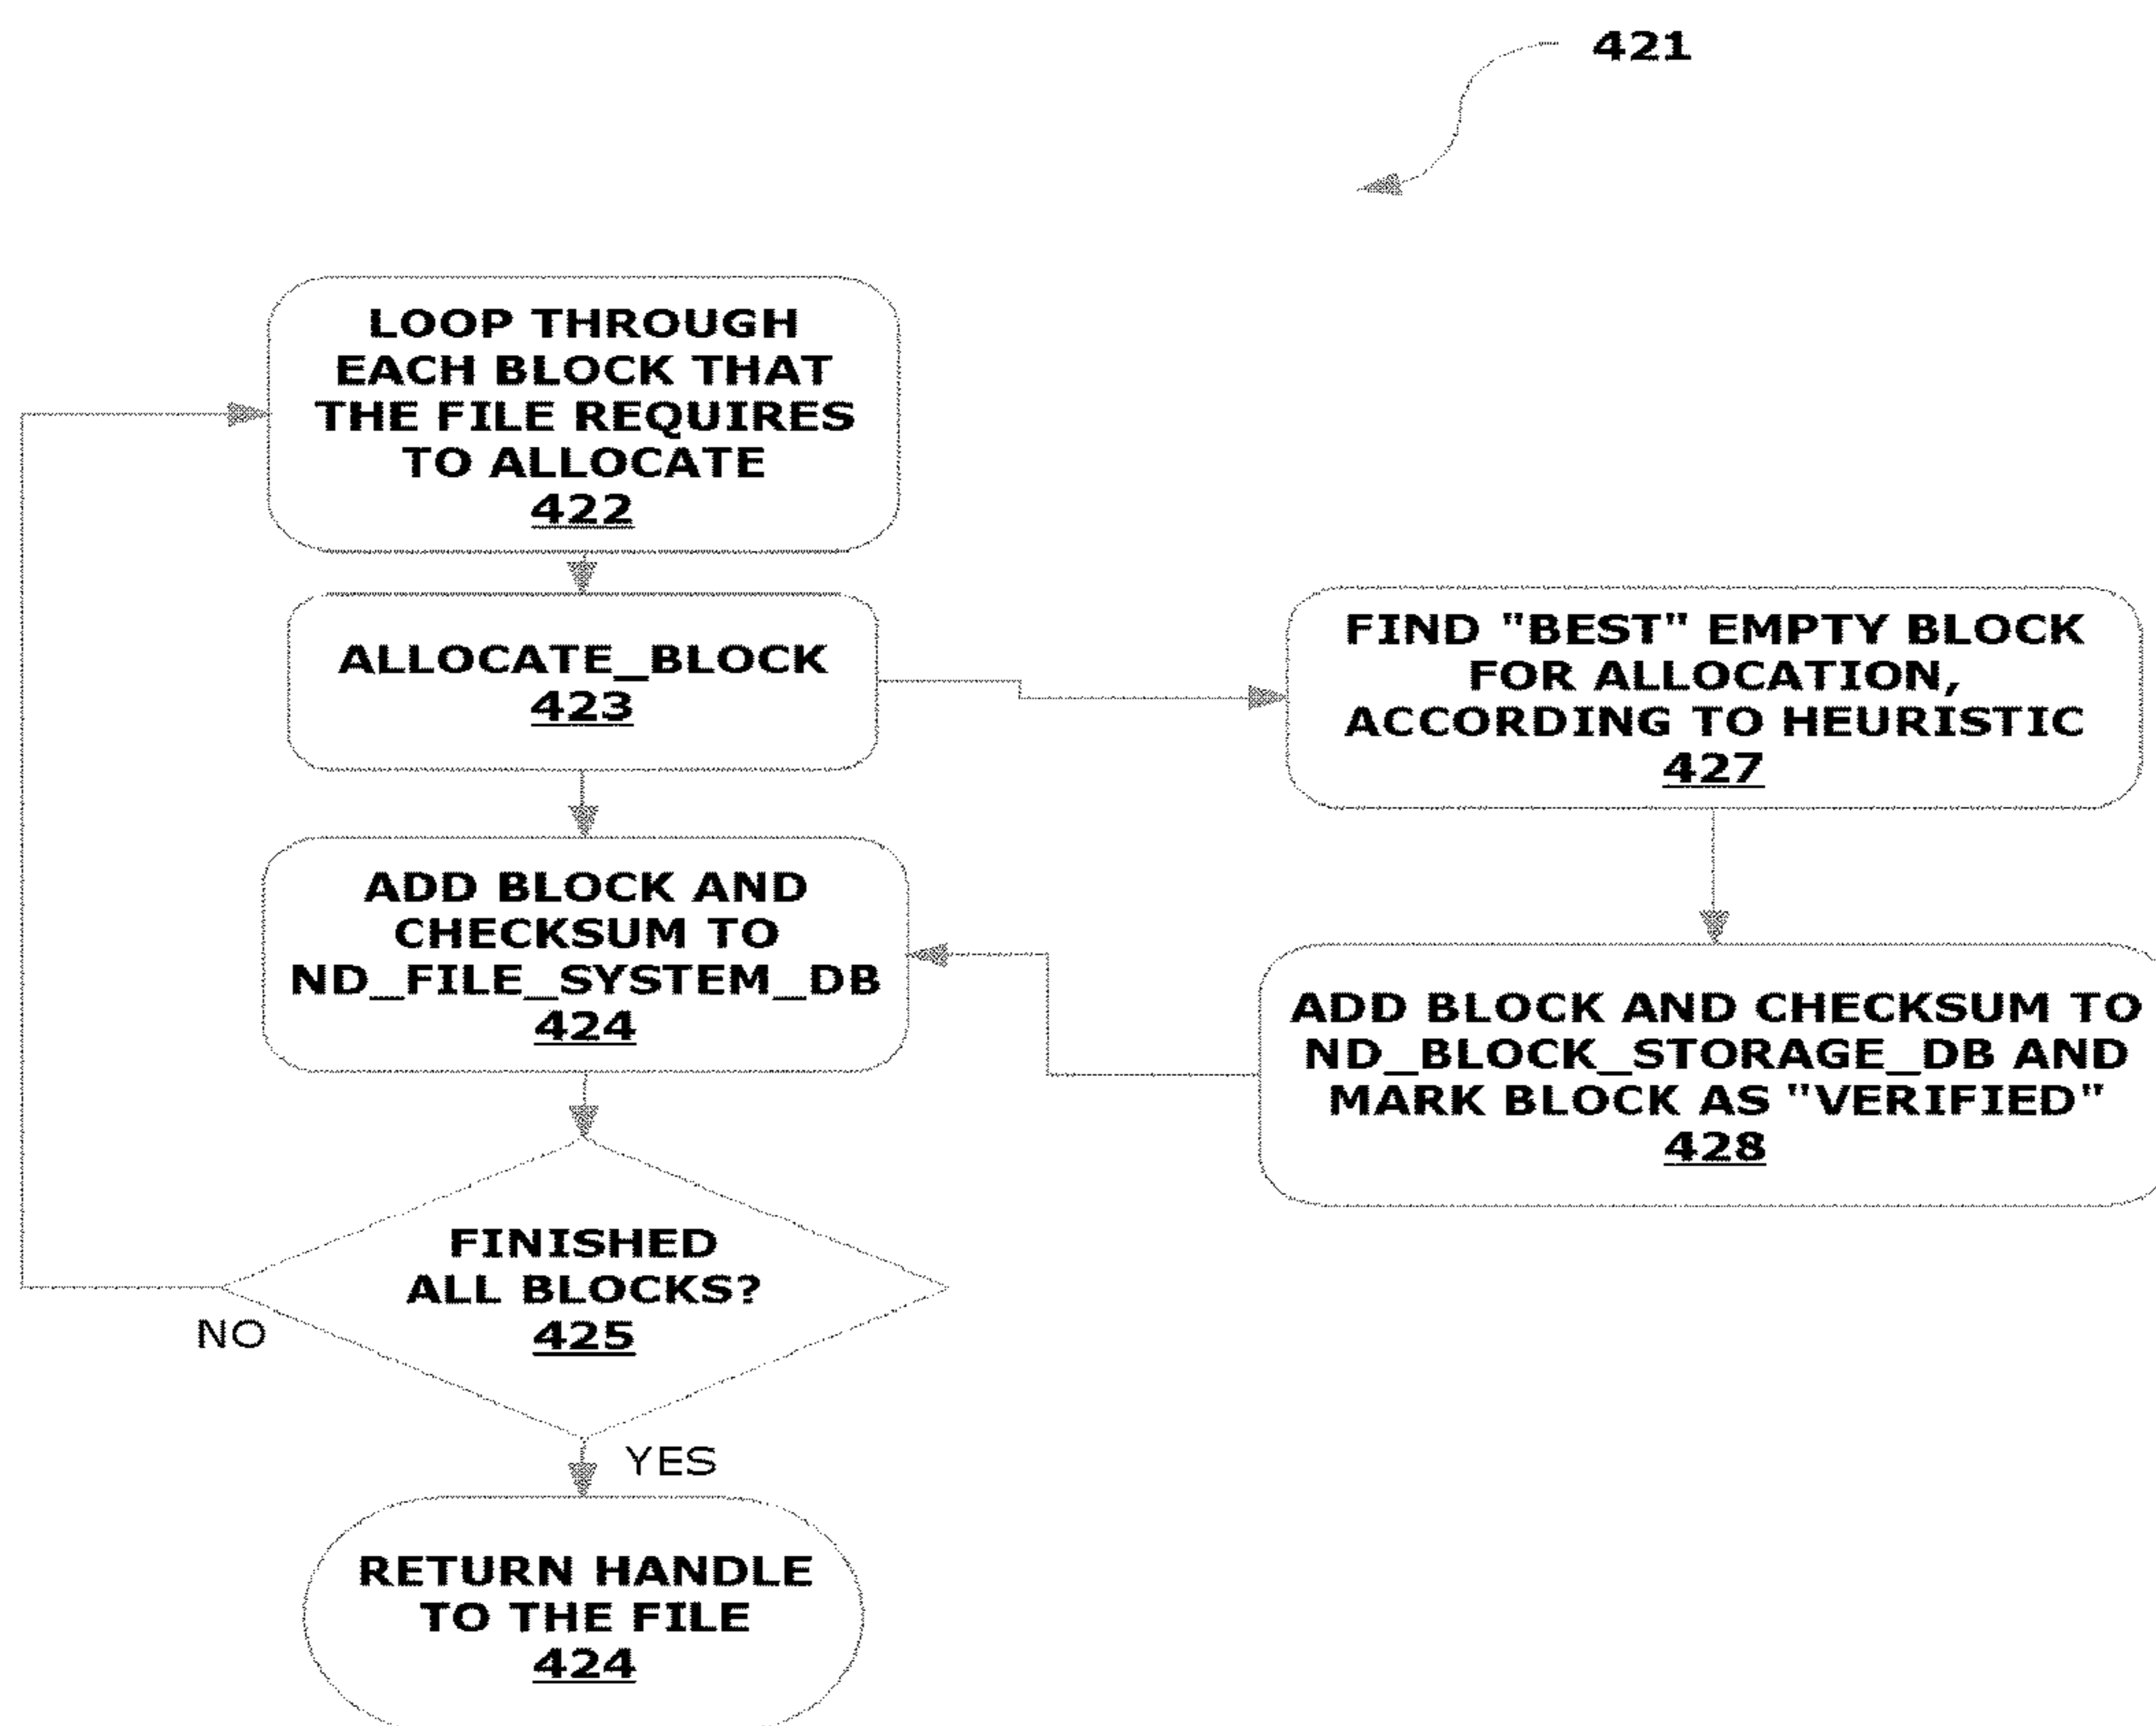 421
LOOP THROUGH
EACH BLOCK THAT
THE FILE REQUIRES
TO ALLOCATE
422
ALLOCATE_BLOCK
423
FIND "BEST" EMPTY BLOCK
FOR ALLOCATION,
ACCORDING TO HEURISTIC
427
ADD BLOCK AND
CHECKSUM TO
ND_FILE_SYSTEM_DB
424
ADD BLOCK AND CHECKSUM TO
ND_BLOCK_STORAGE_DB AND
MARK BLOCK AS "VERIFIED"
428
FINISHED
ALL BLOCKS?
425
NO
YES
RETURN HANDLE
TO THE FILE
424